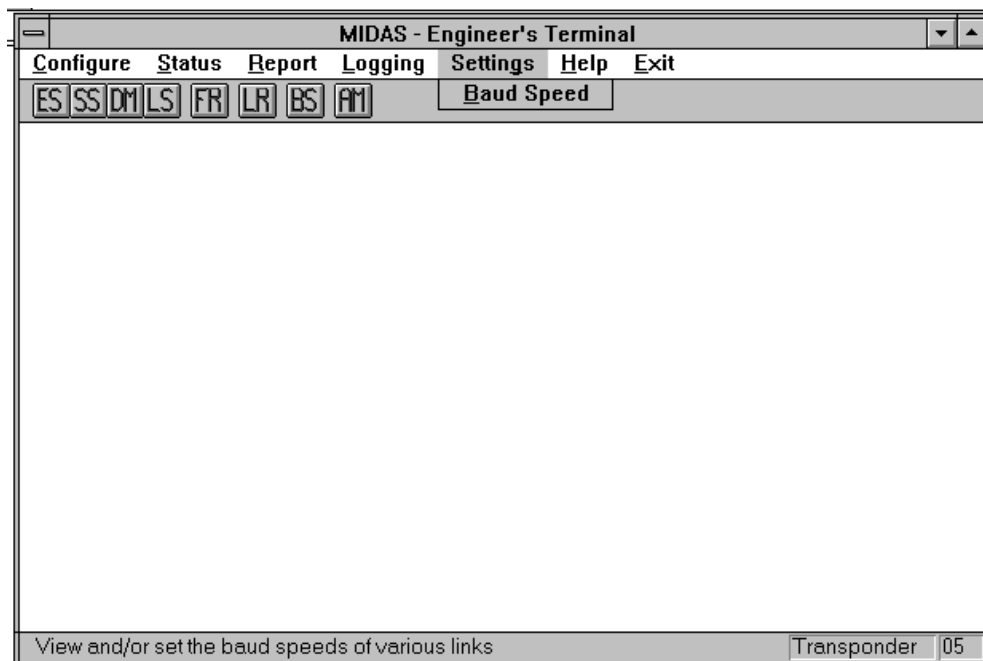 MIDAS - Engineer's Terminal
Configure Status Report Logging Settings Help Exit
ES SS DM LS FR LR BS AM
Baud Speed
View and/or set the baud speeds of various links Transponder 05